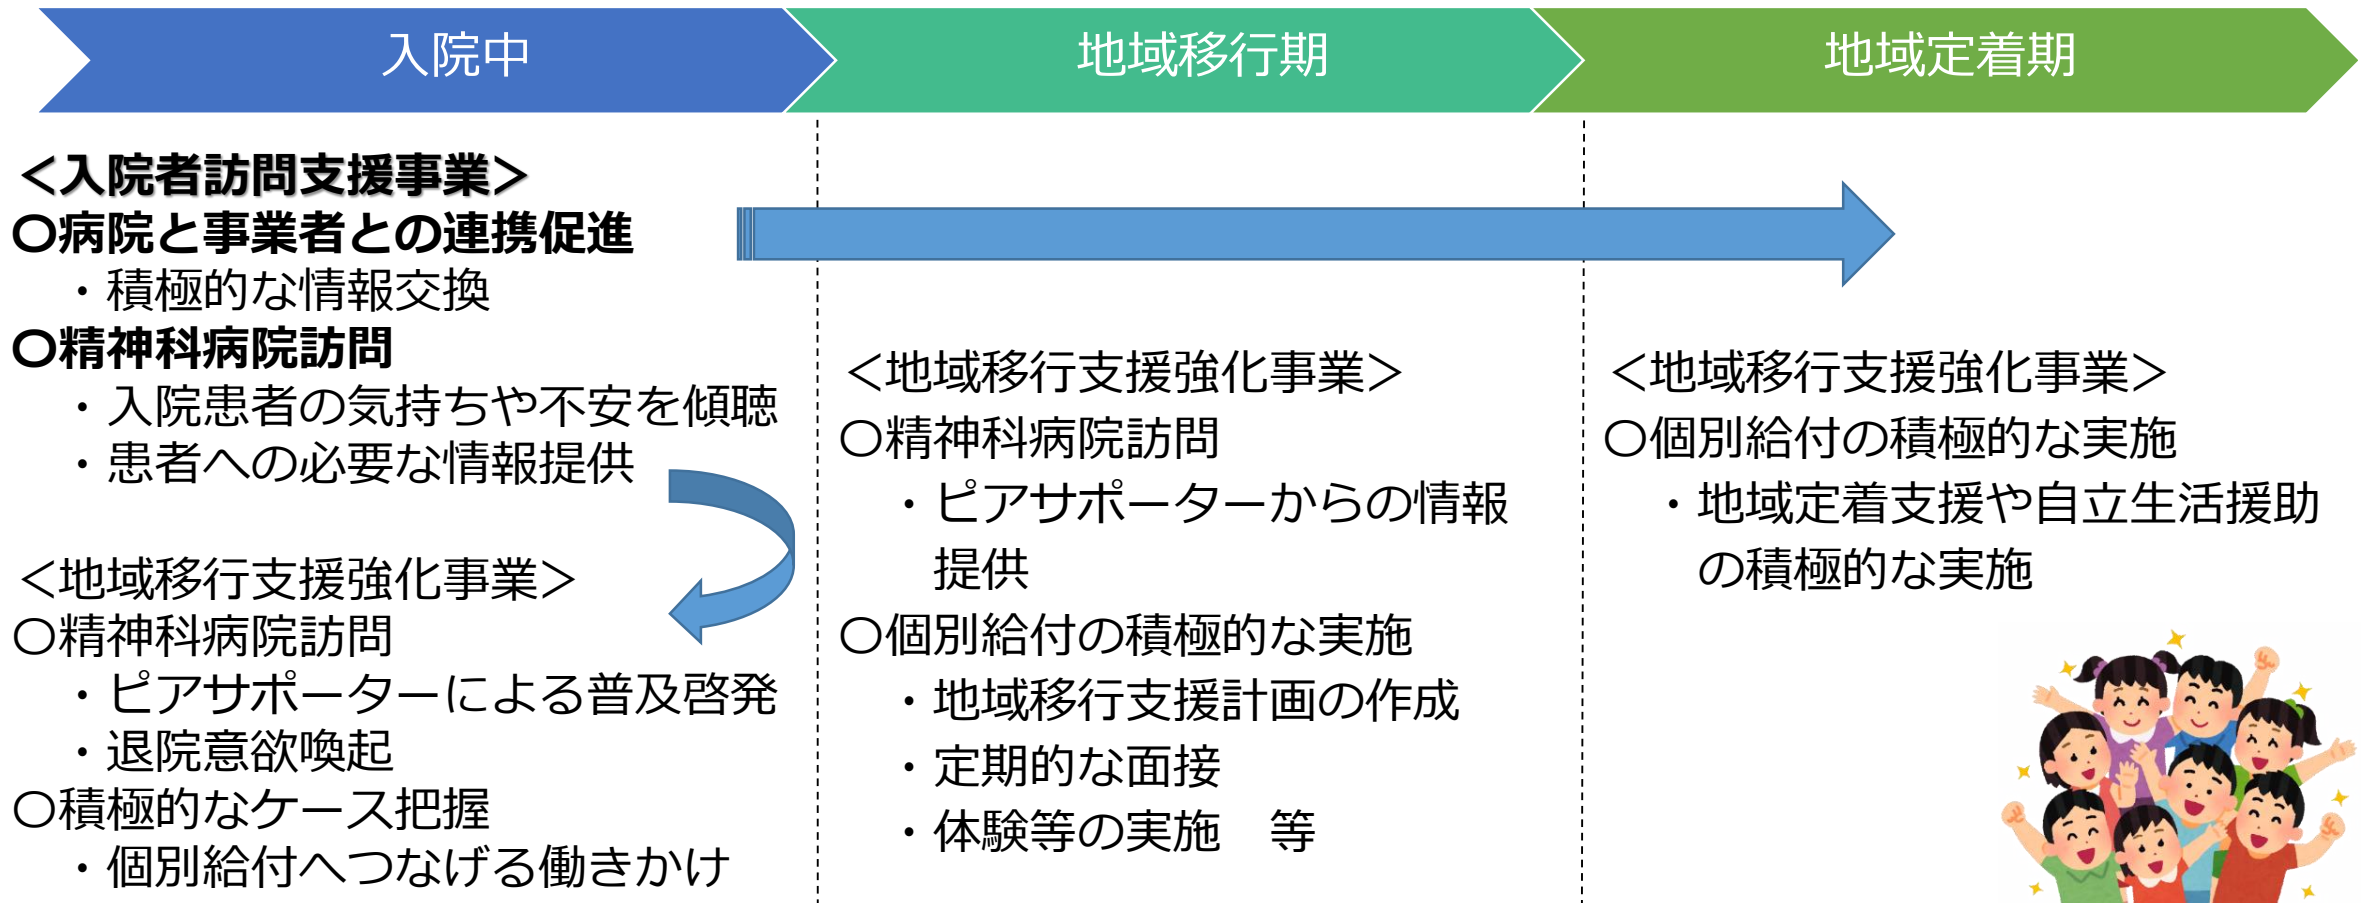 入院中
地域移行期
地域定着期
＜入院者訪問支援事業＞
〇病院と事業者との連携促進
・積極的な情報交換
〇精神科病院訪問
・入院患者の気持ちや不安を傾聴
・患者への必要な情報提供
＜地域移行支援強化事業＞
〇精神科病院訪問
・ピアサポーターによる普及啓発
・退院意欲喚起
〇積極的なケース把握
・個別給付へつなげる働きかけ
＜地域移行支援強化事業＞
〇精神科病院訪問
・ピアサポーターからの情報
提供
〇個別給付の積極的な実施
・地域移行支援計画の作成
・定期的な面接
・体験等の実施　等
＜地域移行支援強化事業＞
〇個別給付の積極的な実施
・地域定着支援や自立生活援助
の積極的な実施